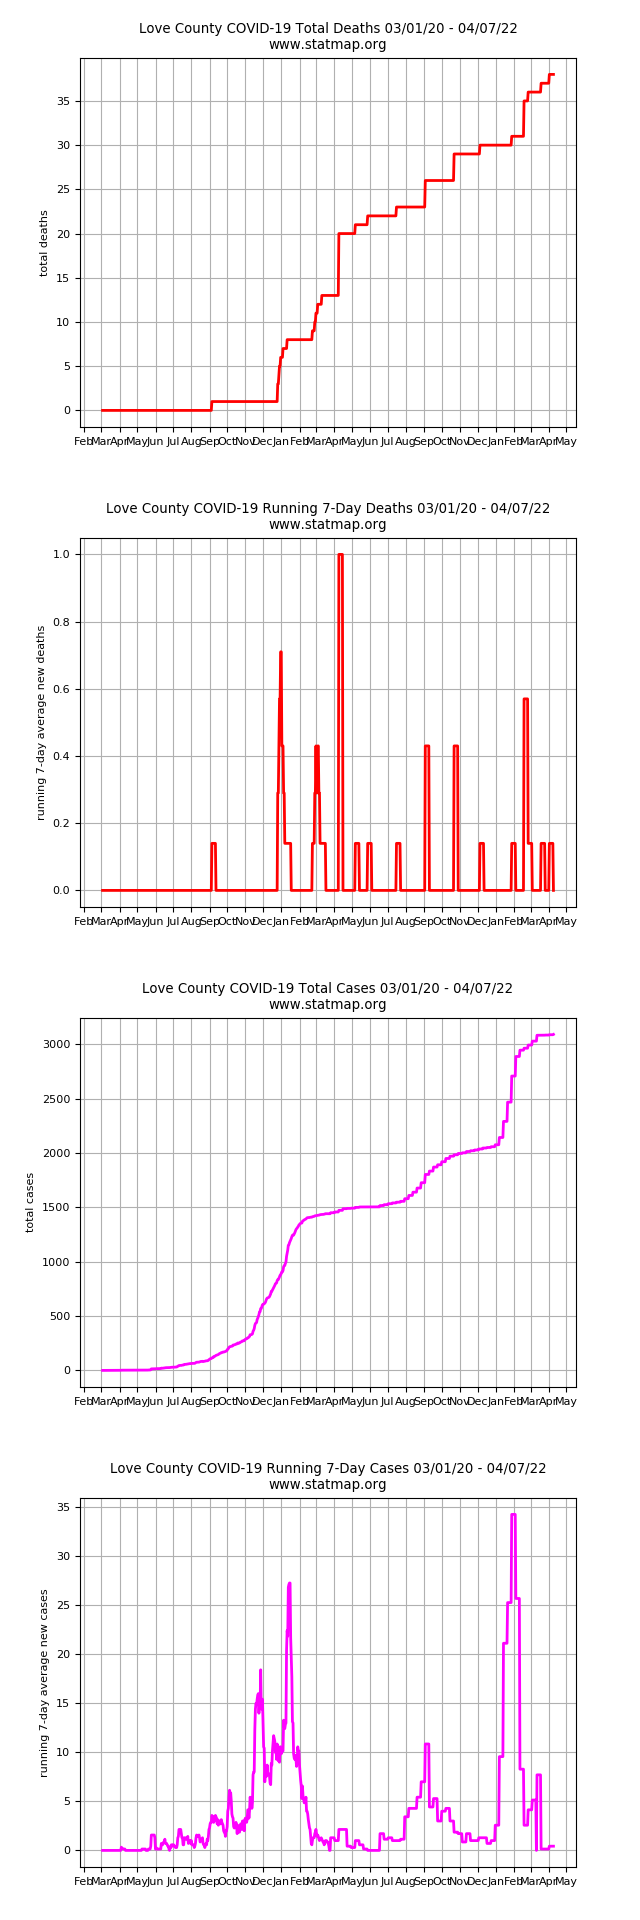 Love County COVID-19 Total Deaths 03/01/20 - 04/07/22
www.statmap.org
35
30
25
20
15
10
5
0
total deaths
Feb Mar Apr May Jun Jul Aug Sep Oct Nov Dec Jan Feb Mar Apr May Jun Jul Aug Sep Oct Nov Dec Jan Feb Mar Apr May
Love County COVID-19 Running 7-Day Deaths 03/01/20 - 04/07/22
www.statmap.org
1.0
0.8
0.6
0.4
0.2
0.0
running 7-day average new deaths
Feb Mar Apr May Jun Jul Aug Sep Oct Nov Dec Jan Feb Mar Apr May Jun Jul Aug Sep Oct Nov Dec Jan Feb Mar Apr May
Love County COVID-19 Total Cases 03/01/20 - 04/07/22
www.statmap.org
3000
2500
2000
1500
1000
500
0
total cases
Feb Mar Apr May Jun Jul Aug Sep Oct Nov Dec Jan Feb Mar Apr May Jun Jul Aug Sep Oct Nov Dec Jan Feb Mar Apr May
Love County COVID-19 Running 7-Day Cases 03/01/20 - 04/07/22
www.statmap.org
35
30
25
20
15
10
5
0
running 7-day average new cases
Feb Mar Apr May Jun Jul Aug Sep Oct Nov Dec Jan Feb Mar Apr May Jun Jul Aug Sep Oct Nov Dec Jan Feb Mar Apr May